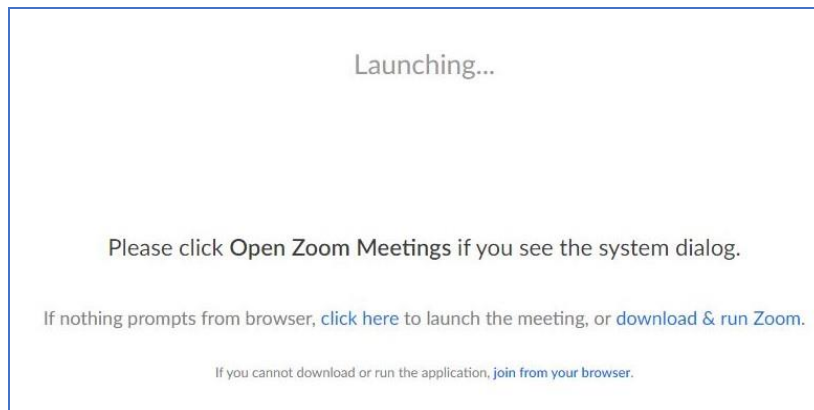 Launching...
Please click Open Zoom Meetings if you see the system dialog.
If nothing prompts from browser, click here to launch the meeting, or download & run Zoom.
If you cannot download or run the application, join from your browser.